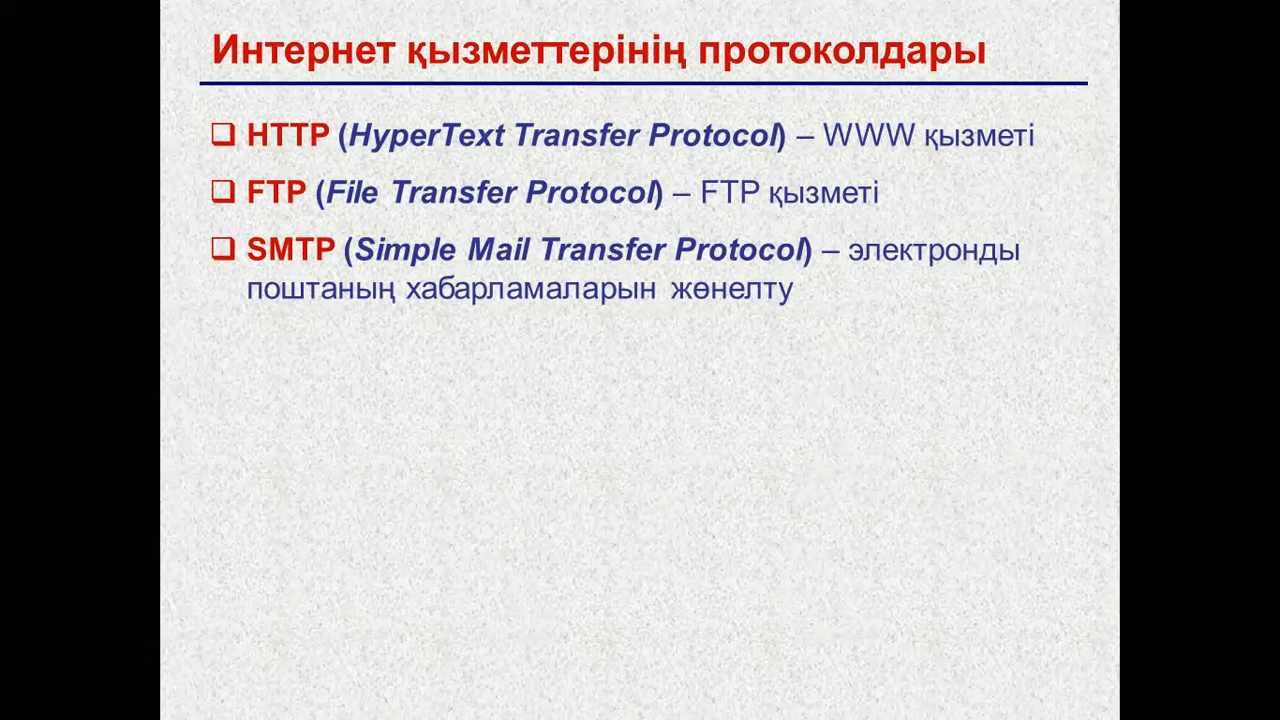 Интернет қызметтерінің протоколдары
HTTP (HyperText Transfer Protocol) – WWW қызметі
FTP (File Transfer Protocol) – FTP қызметі
SMTP (Simple Mail Transfer Protocol) – электронды
поштаның хабарламаларын жөнелту